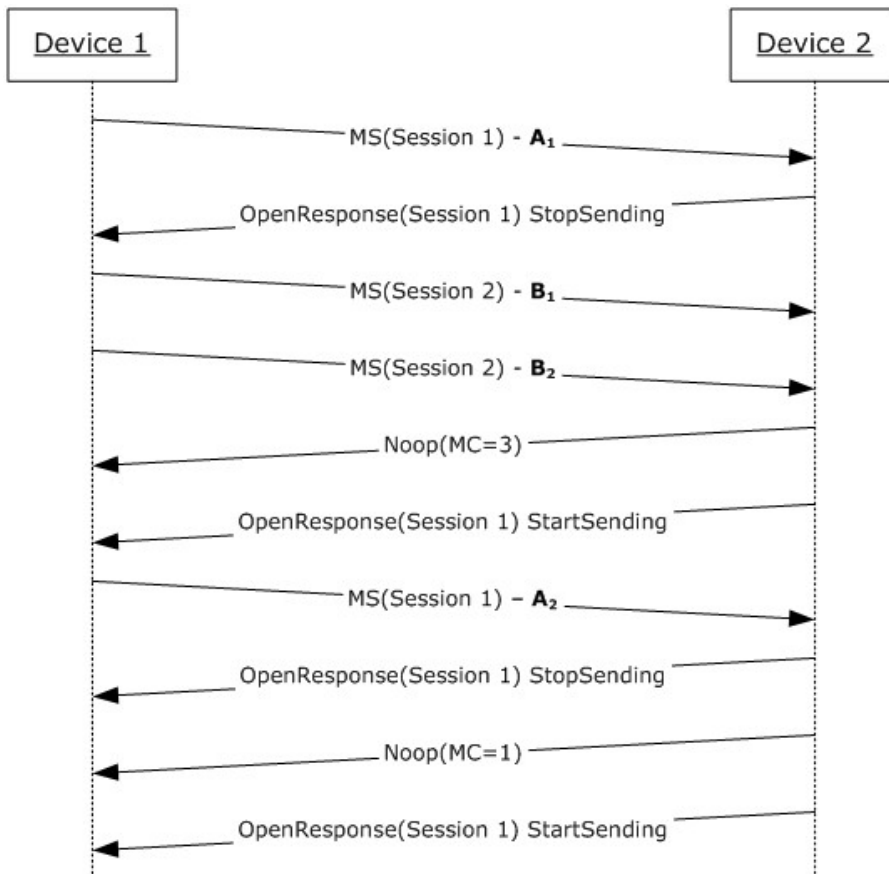 Device 1
Device 2
MS(Session 1) - A₁
OpenResponse(Session 1) StopSending
MS(Session 2) - B₁
MS(Session 2) - B₂
Noop(MC=3)
OpenResponse(Session 1) StartSending
MS(Session 1) – A₂
OpenResponse(Session 1) StopSending
Noop(MC=1)
OpenResponse(Session 1) StartSending